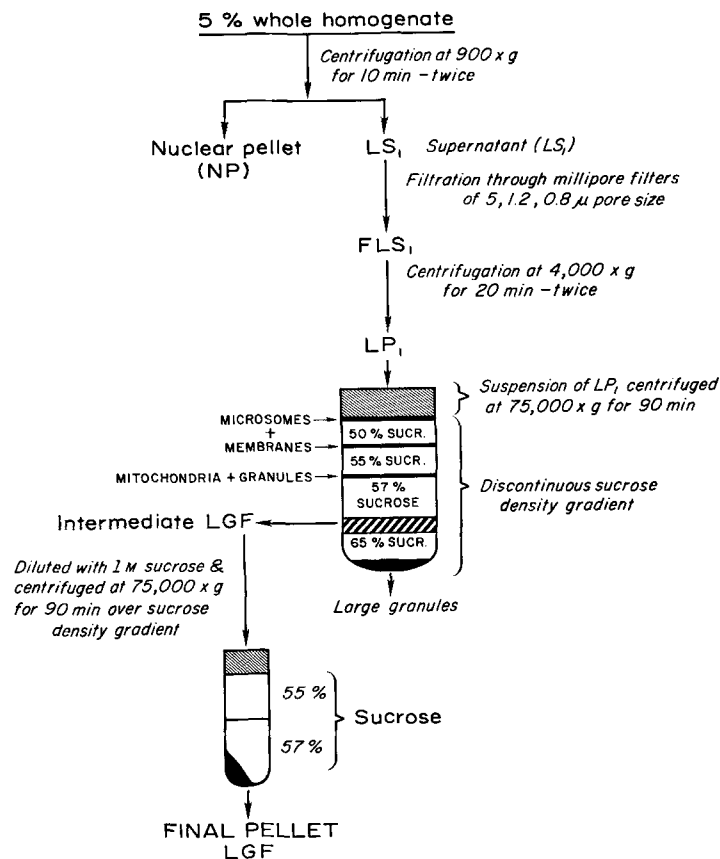 5 % whole homogenate
Centrifugation at 900 x g
for 10 min - twice
Nuclear pellet
(NP)
LS₁
Supernatant (LS₁)
Filtration through millipore filters
of 5, 1.2, 0.8 μ pore size
FLS₁
Centrifugation at 4,000 x g
for 20 min - twice
LP₁
Suspension of LP₁ centrifuged
at 75,000 x g for 90 min
MICROSOMES
+
MEMBRANES
MITOCHONDRIA + GRANULES
50 % SUCR.
55 % SUCR.
57 %
SUCROSE
65 % SUCR.
Discontinuous sucrose
density gradient
Intermediate LGF
Large granules
Diluted with 1 M sucrose &
centrifuged at 75,000 x g
for 90 min over sucrose
density gradient
55 %
57 %
Sucrose
FINAL PELLET
LGF